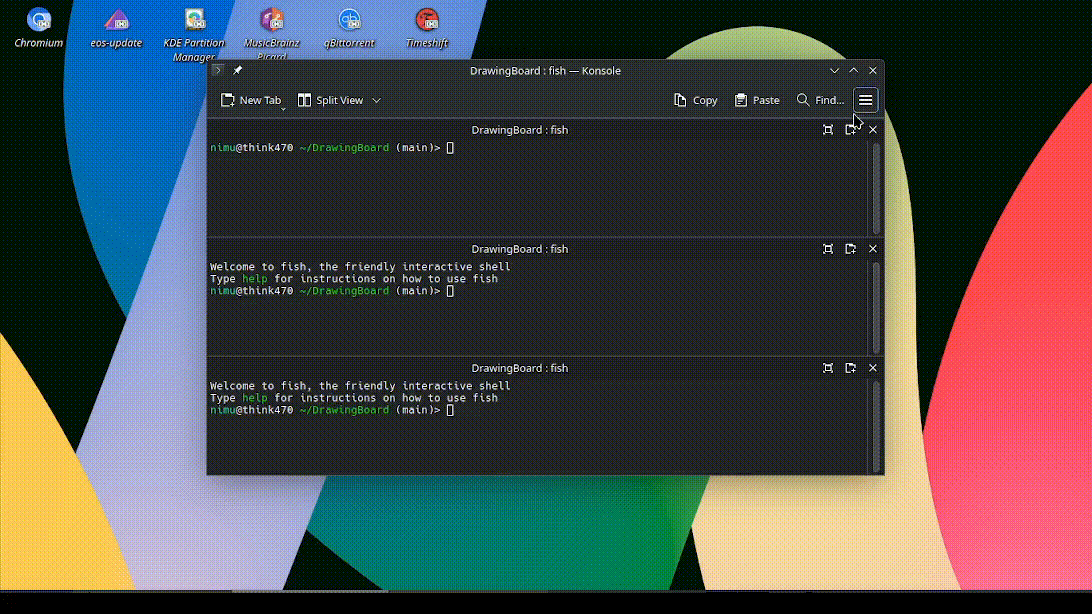 Chromium
eos-update
KDE Partition
Manager
MusicBrainz
Picard
qBittorrent
Timeshift
DrawingBoard : fish — Konsole
New Tab
Split View
Copy
Paste
Find...
DrawingBoard : fish
nimu@think470 ~/DrawingBoard (main)>
DrawingBoard : fish
Welcome to fish, the friendly interactive shell
Type help for instructions on how to use fish
nimu@think470 ~/DrawingBoard (main)>
DrawingBoard : fish
Welcome to fish, the friendly interactive shell
Type help for instructions on how to use fish
nimu@think470 ~/DrawingBoard (main)>